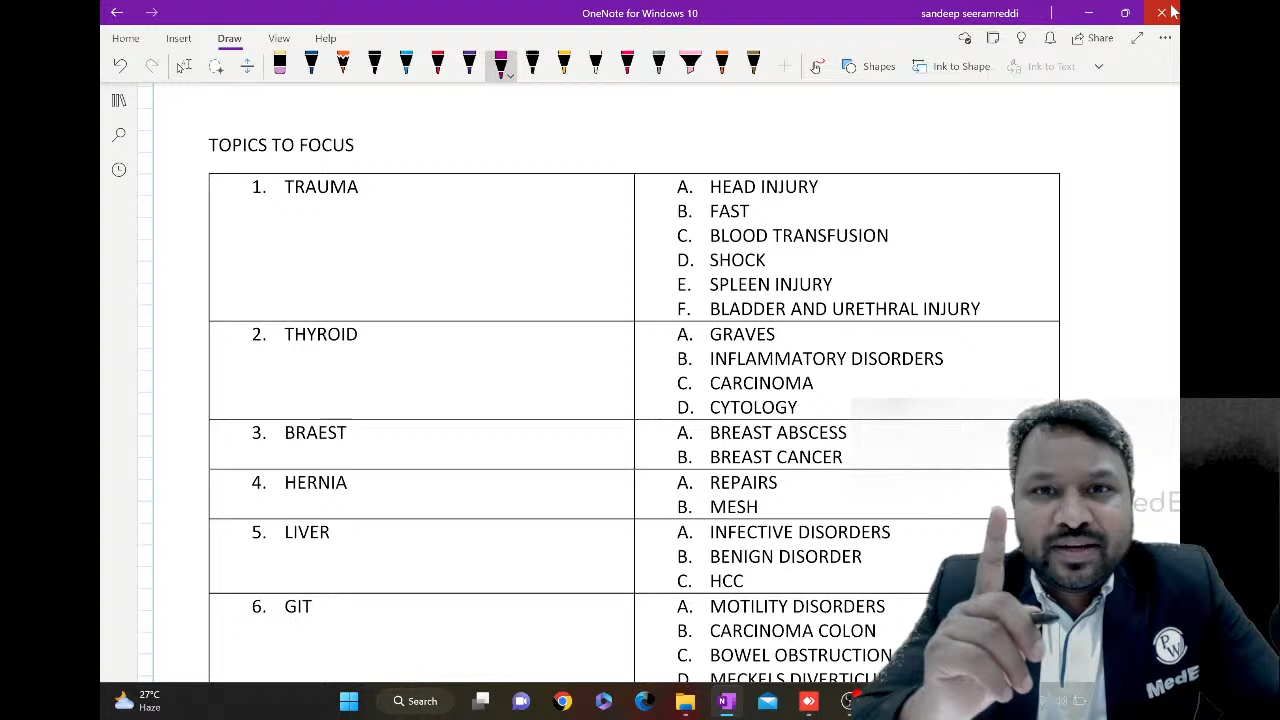 OneNote for Windows 10
sandeep seeramreddi
Home Insert Draw View Help
Share
Shapes Ink to Shape Ink to Text
TOPICS TO FOCUS
1. TRAUMA
A. HEAD INJURY
B. FAST
C. BLOOD TRANSFUSION
D. SHOCK
E. SPLEEN INJURY
F. BLADDER AND URETHRAL INJURY
2. THYROID
A. GRAVES
B. INFLAMMATORY DISORDERS
C. CARCINOMA
D. CYTOLOGY
3. BRAEST
A. BREAST ABSCESS
B. BREAST CANCER
4. HERNIA
A. REPAIRS
B. MESH
5. LIVER
A. INFECTIVE DISORDERS
B. BENIGN DISORDER
C. HCC
6. GIT
A. MOTILITY DISORDERS
B. CARCINOMA COLON
C. BOWEL OBSTRUCTION
D. MECKELS
PW
MedE
27°C
Haze
Search